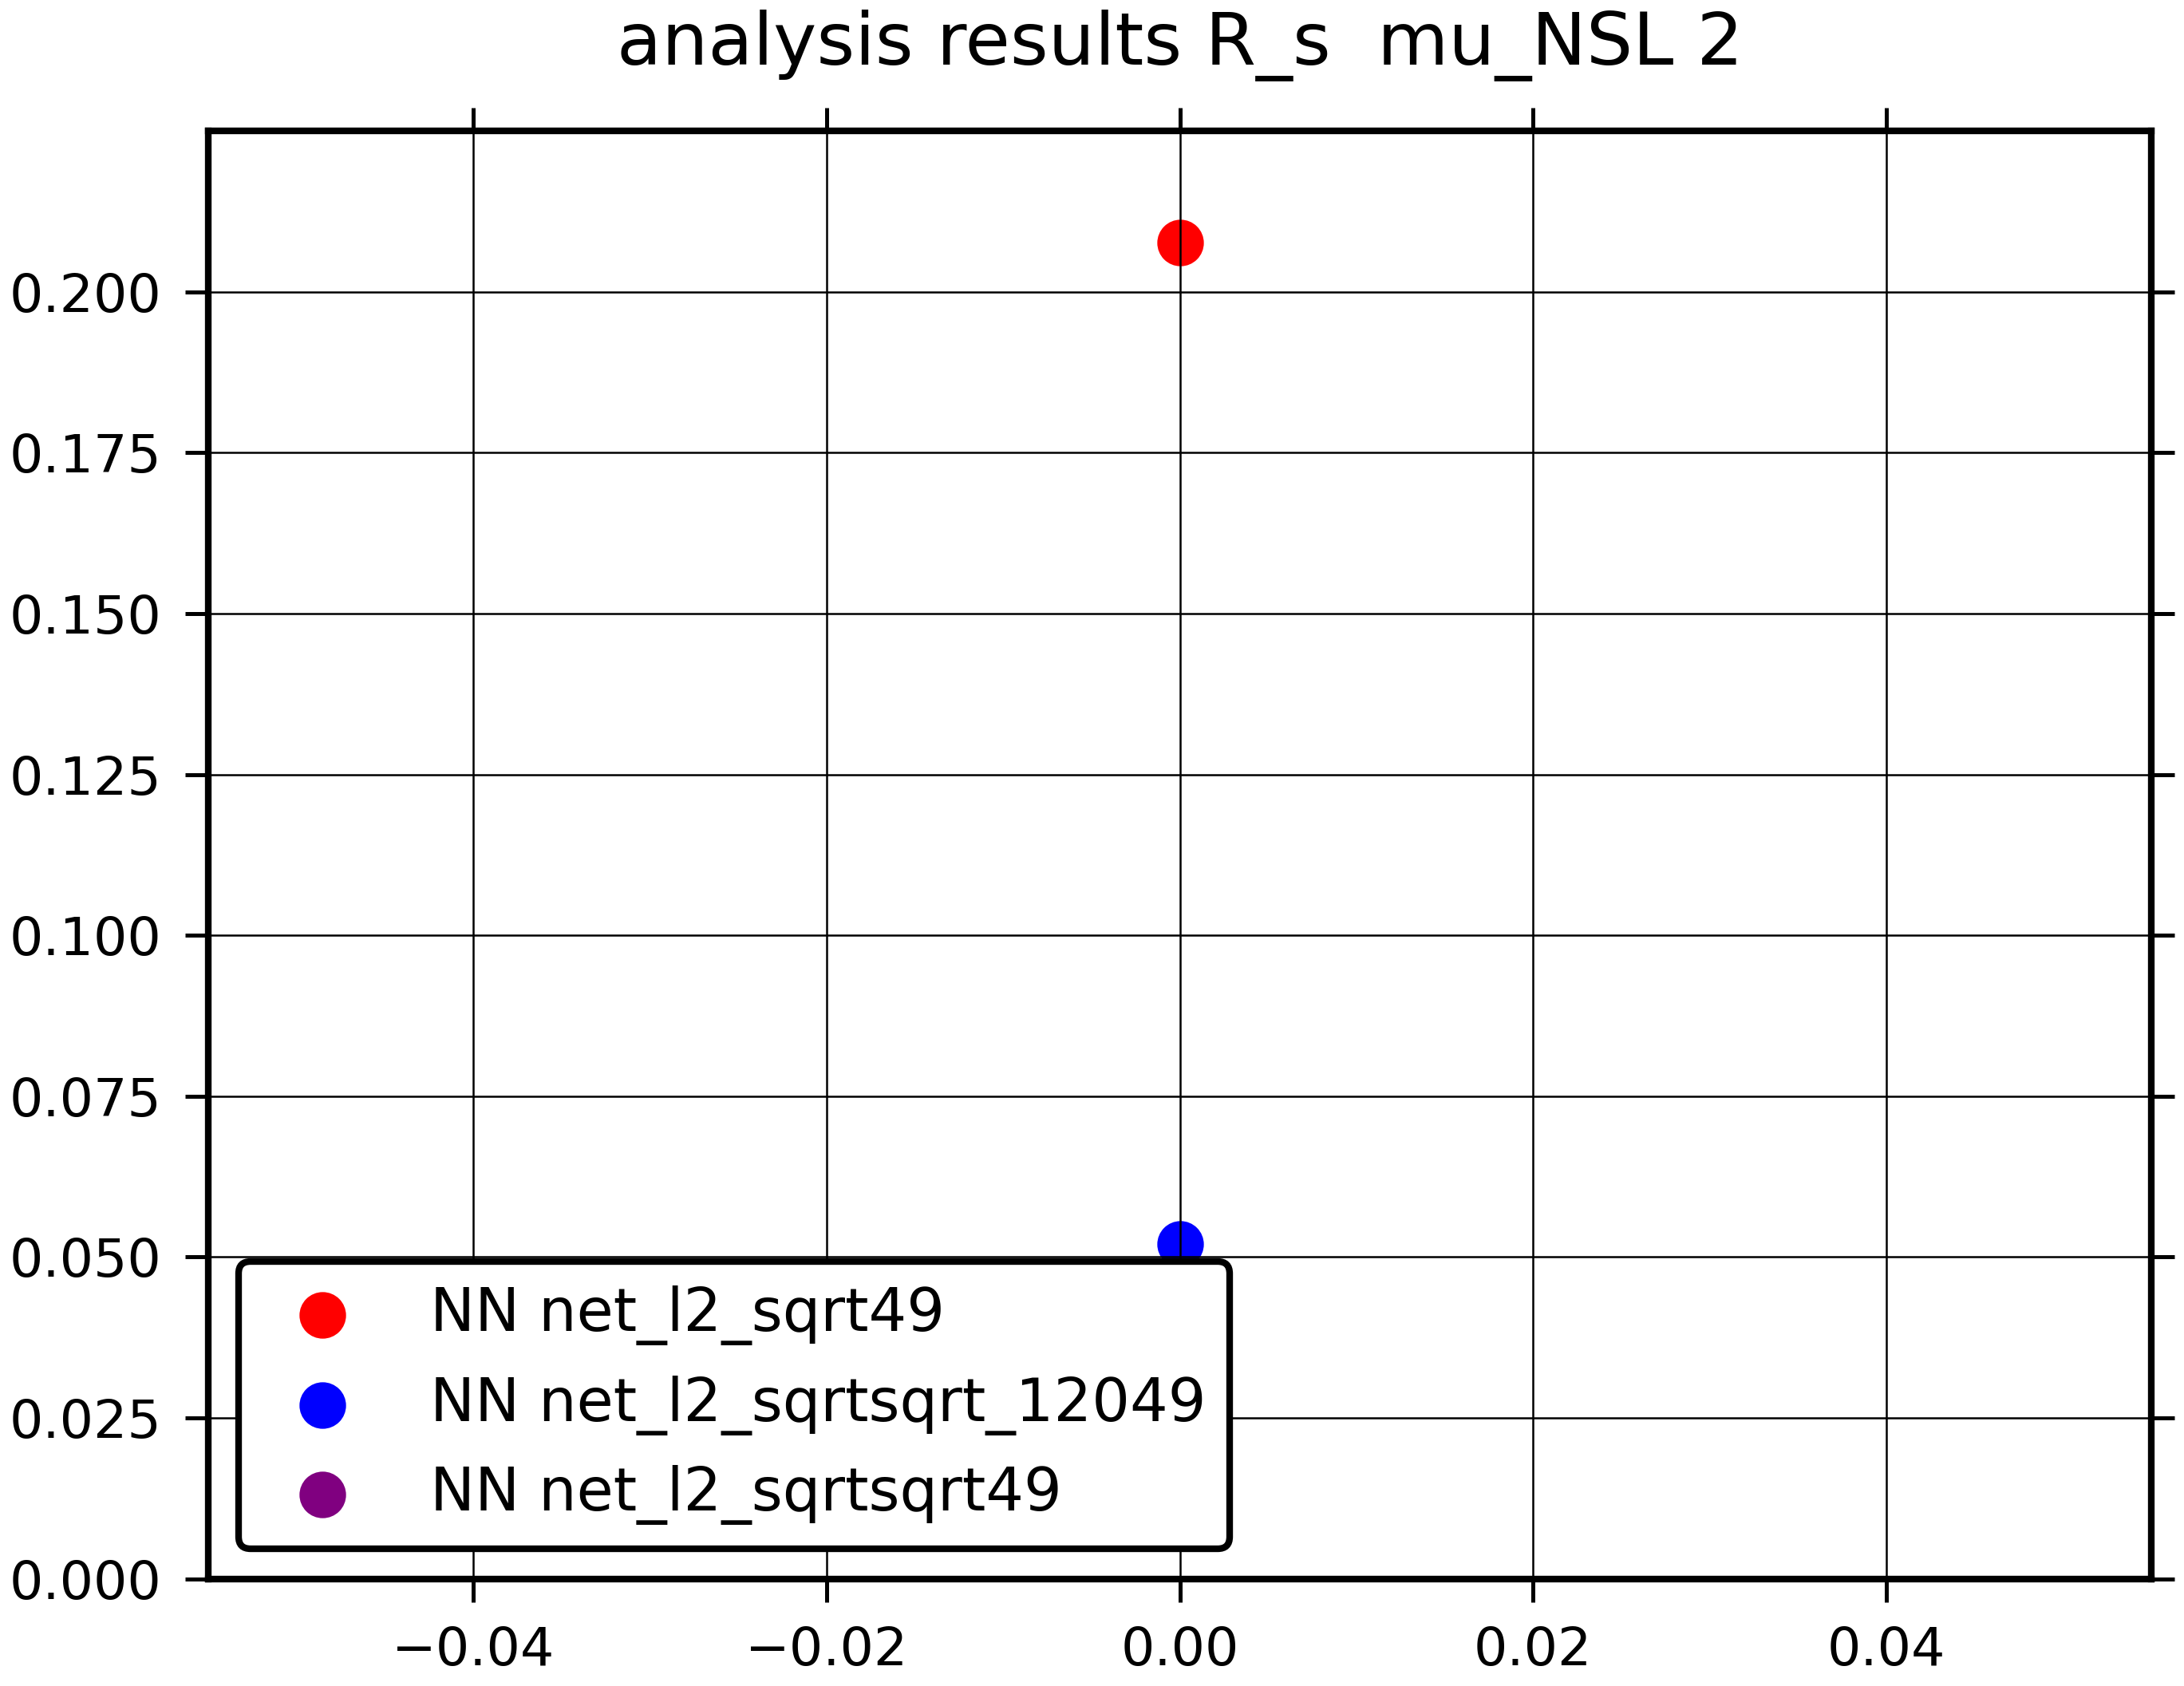 analysis results R_s  mu_NSL 2
0.200
0.175
0.150
0.125
0.100
0.075
0.050
0.025
0.000
NN net_l2_sqrt49
NN net_l2_sqrtsqrt_12049
NN net_l2_sqrtsqrt49
−0.04 −0.02 0.00 0.02 0.04